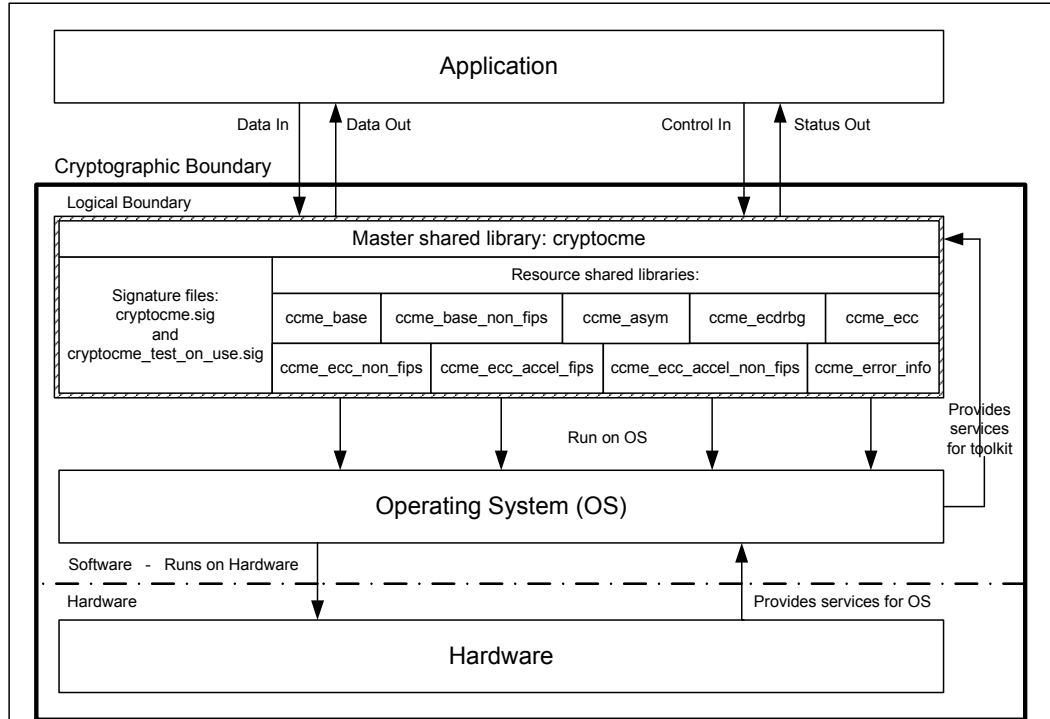 Application
Data In
Data Out
Control In
Status Out
Cryptographic Boundary
Logical Boundary
Master shared library: cryptocme
Signature files:
cryptocme.sig
and
cryptocme_test_on_use.sig
Resource shared libraries:
ccme_base
ccme_base_non_fips
ccme_asym
ccme_ecdrbg
ccme_ecc
ccme_ecc_non_fips
ccme_ecc_accel_fips
ccme_ecc_accel_non_fips
ccme_error_info
Provides
services
for toolkit
Run on OS
Operating System (OS)
Software - Runs on Hardware
Hardware
Provides services for OS
Hardware